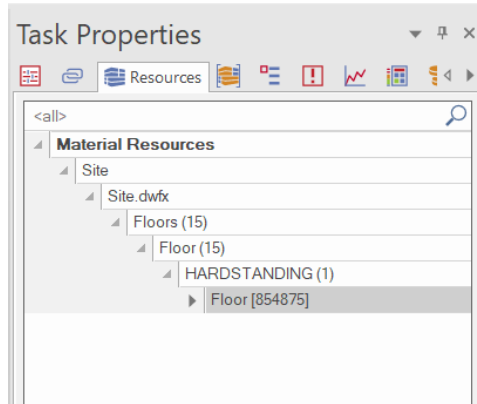 Task Properties
Resources
<all>
Material Resources
Site
Site.dwfx
Floors (15)
Floor (15)
HARDSTANDING (1)
Floor [854875]